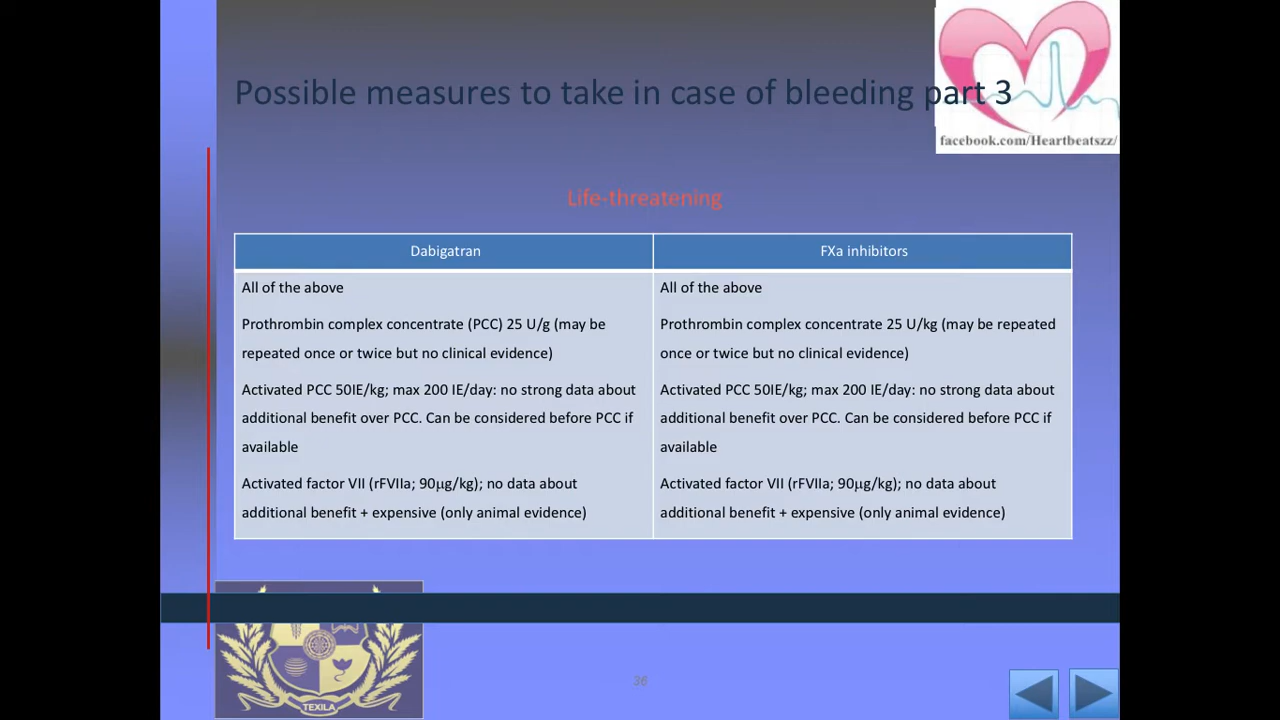 Possible measures to take in case of bleeding part 3
facebook.com/Heartbeatszz/
Life-threatening
Dabigatran
FXa inhibitors
All of the above
Prothrombin complex concentrate (PCC) 25 U/g (may be
repeated once or twice but no clinical evidence)
Activated PCC 50IE/kg; max 200 IE/day: no strong data about
additional benefit over PCC. Can be considered before PCC if
available
Activated factor VII (rFVIIa; 90μg/kg); no data about
additional benefit + expensive (only animal evidence)
All of the above
Prothrombin complex concentrate 25 U/kg (may be repeated
once or twice but no clinical evidence)
Activated PCC 50IE/kg; max 200 IE/day: no strong data about
additional benefit over PCC. Can be considered before PCC if
available
Activated factor VII (rFVIIa; 90μg/kg); no data about
additional benefit + expensive (only animal evidence)
TEXILA
36